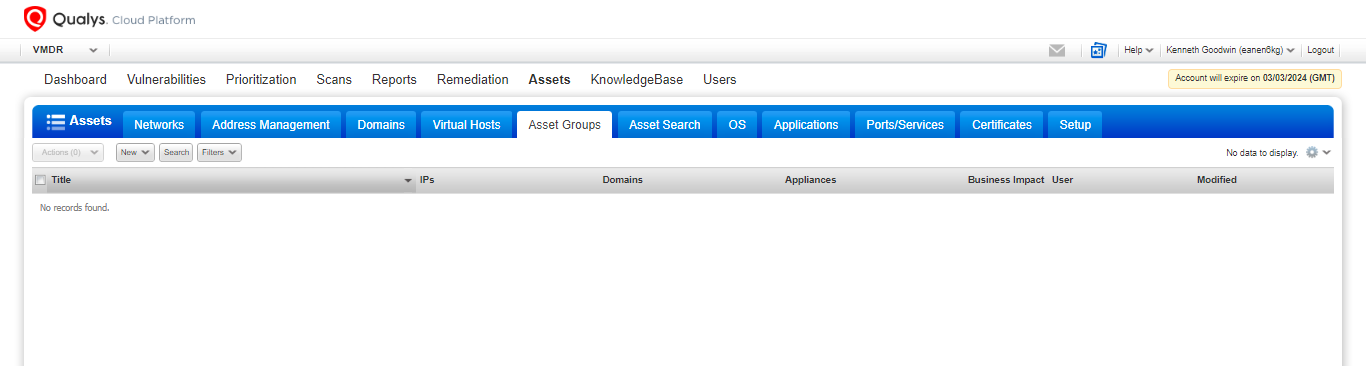 Qualys. Cloud Platform
VMDR Help Kenneth Goodwin (eanen6kg) Logout
Dashboard Vulnerabilities Prioritization Scans Reports Remediation Assets KnowledgeBase Users Account will expire on 03/03/2024 (GMT)
Assets Networks Address Management Domains Virtual Hosts Asset Groups Asset Search OS Applications Ports/Services Certificates Setup
Actions (0) New Search Filters No data to display.
Title IPs Domains Appliances Business Impact User Modified
No records found.